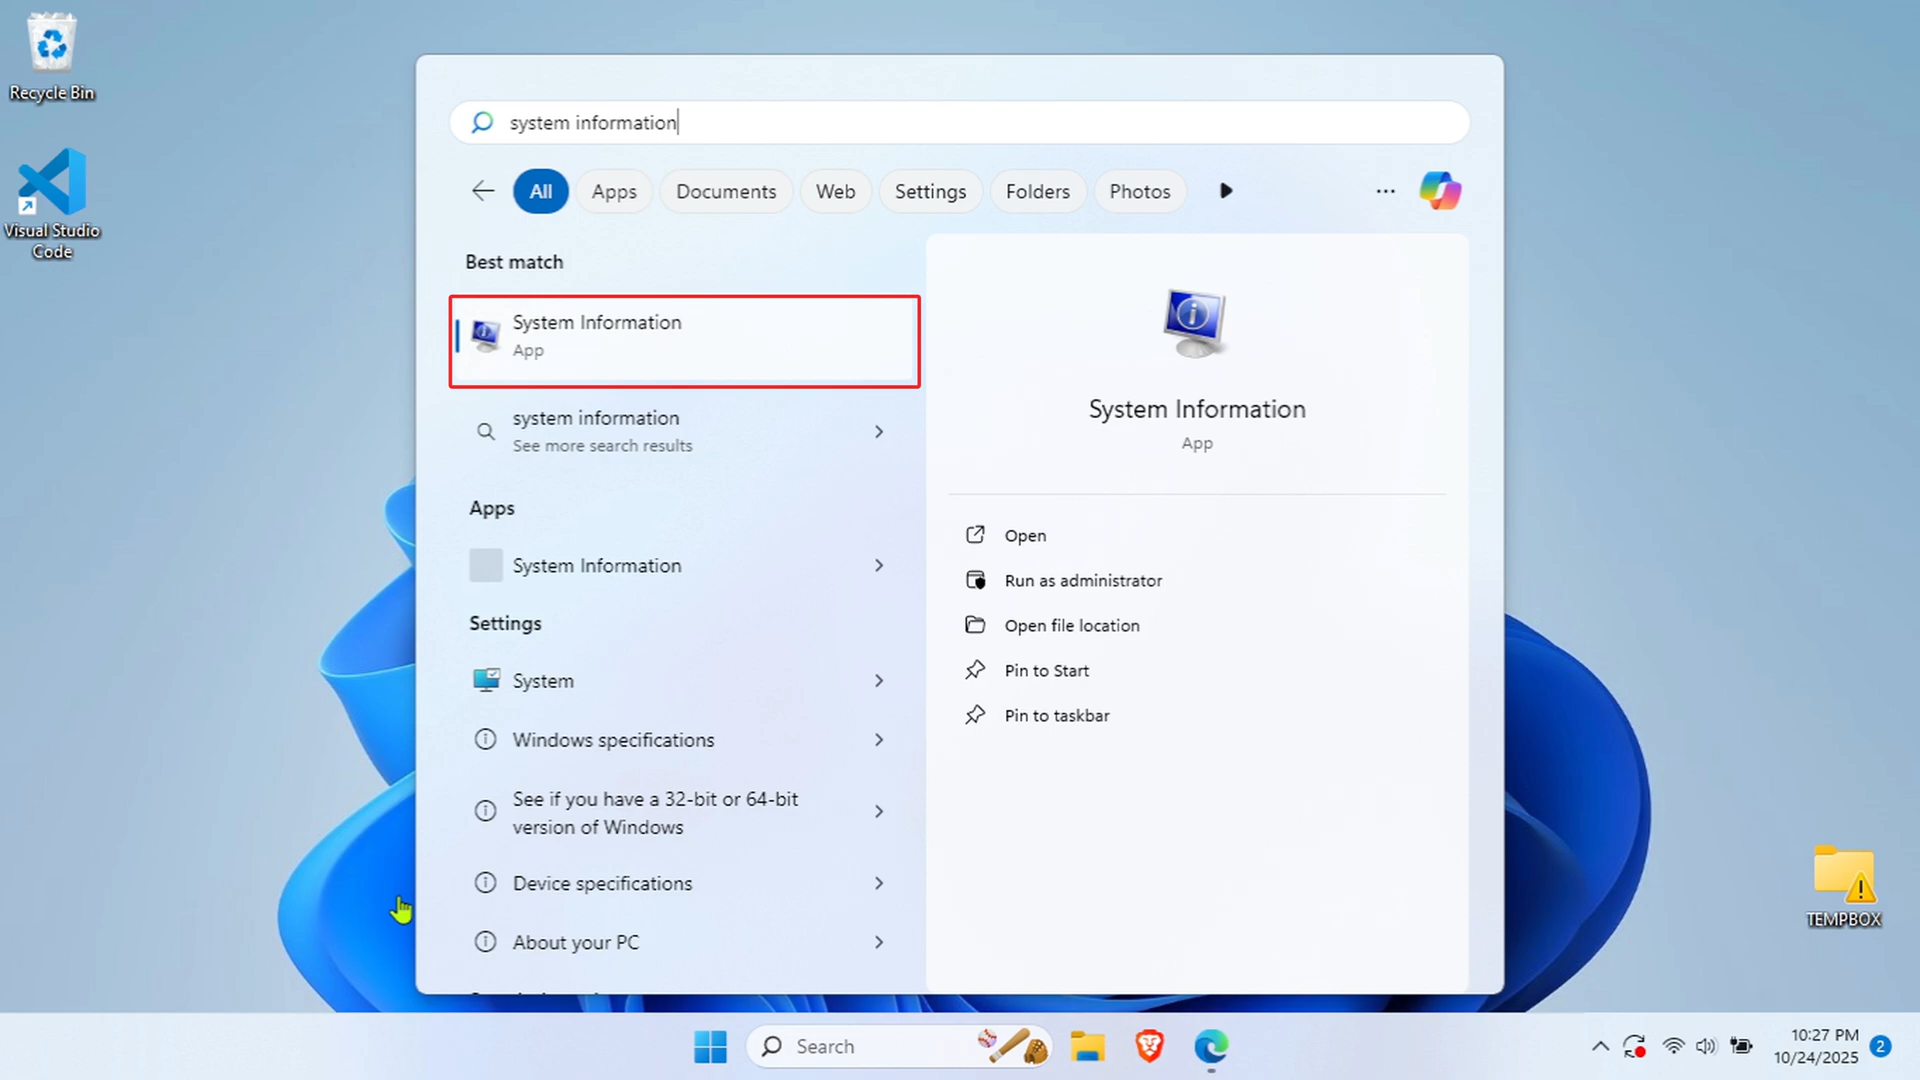 Recycle Bin
Visual Studio
Code
system information
All
Apps
Documents
Web
Settings
Folders
Photos
Best match
System Information
App
system information
See more search results
Apps
System Information
Settings
System
Windows specifications
See if you have a 32-bit or 64-bit
version of Windows
Device specifications
About your PC
System Information
App
Open
Run as administrator
Open file location
Pin to Start
Pin to taskbar
TEMPBOX
Search
10:27 PM
10/24/2025
2